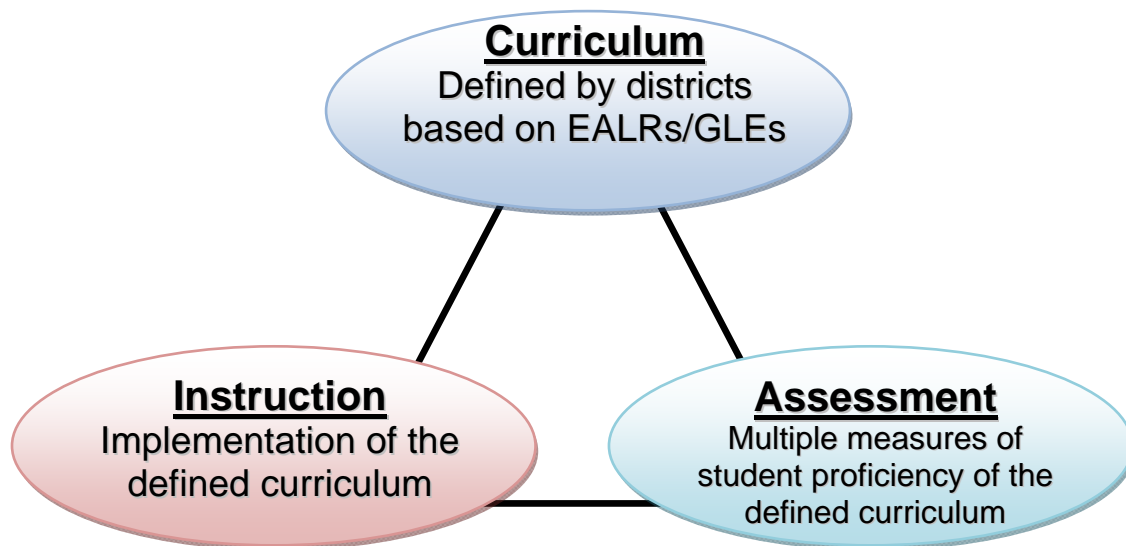 Curriculum
Defined by districts
based on EALRs/GLEs
Instruction
Implementation of the
defined curriculum
Assessment
Multiple measures of
student proficiency of the
defined curriculum